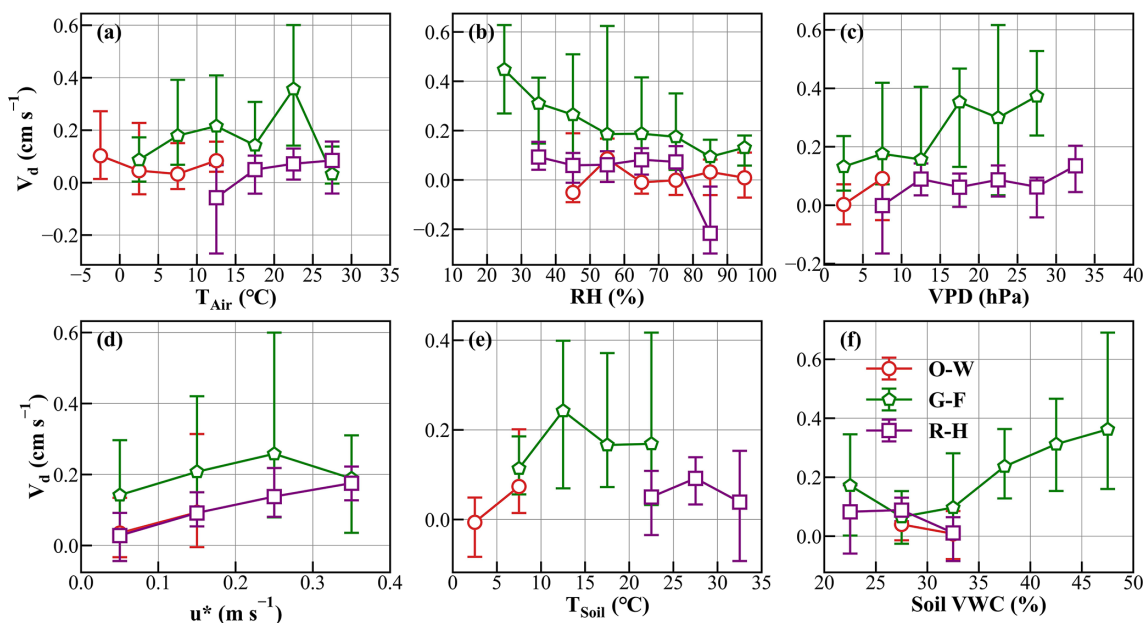 (a)
(b)
(c)
V_d (cm s⁻¹)
0.6
0.4
0.2
0.0
−0.2
−5 0 5 10 15 20 25 30 35
T_Air (°C)
0.6
0.4
0.2
0.0
−0.2
10 20 30 40 50 60 70 80 90 100
RH (%)
0.6
0.4
0.2
0.0
−0.2
0 5 10 15 20 25 30 35 40
VPD (hPa)
(d)
(e)
(f)
V_d (cm s⁻¹)
0.6
0.4
0.2
0.0
0.0 0.1 0.2 0.3 0.4
u* (m s⁻¹)
0.4
0.2
0.0
0 5 10 15 20 25 30 35
T_Soil (°C)
O-W
G-F
R-H
0.6
0.4
0.2
0.0
20 25 30 35 40 45 50
Soil VWC (%)